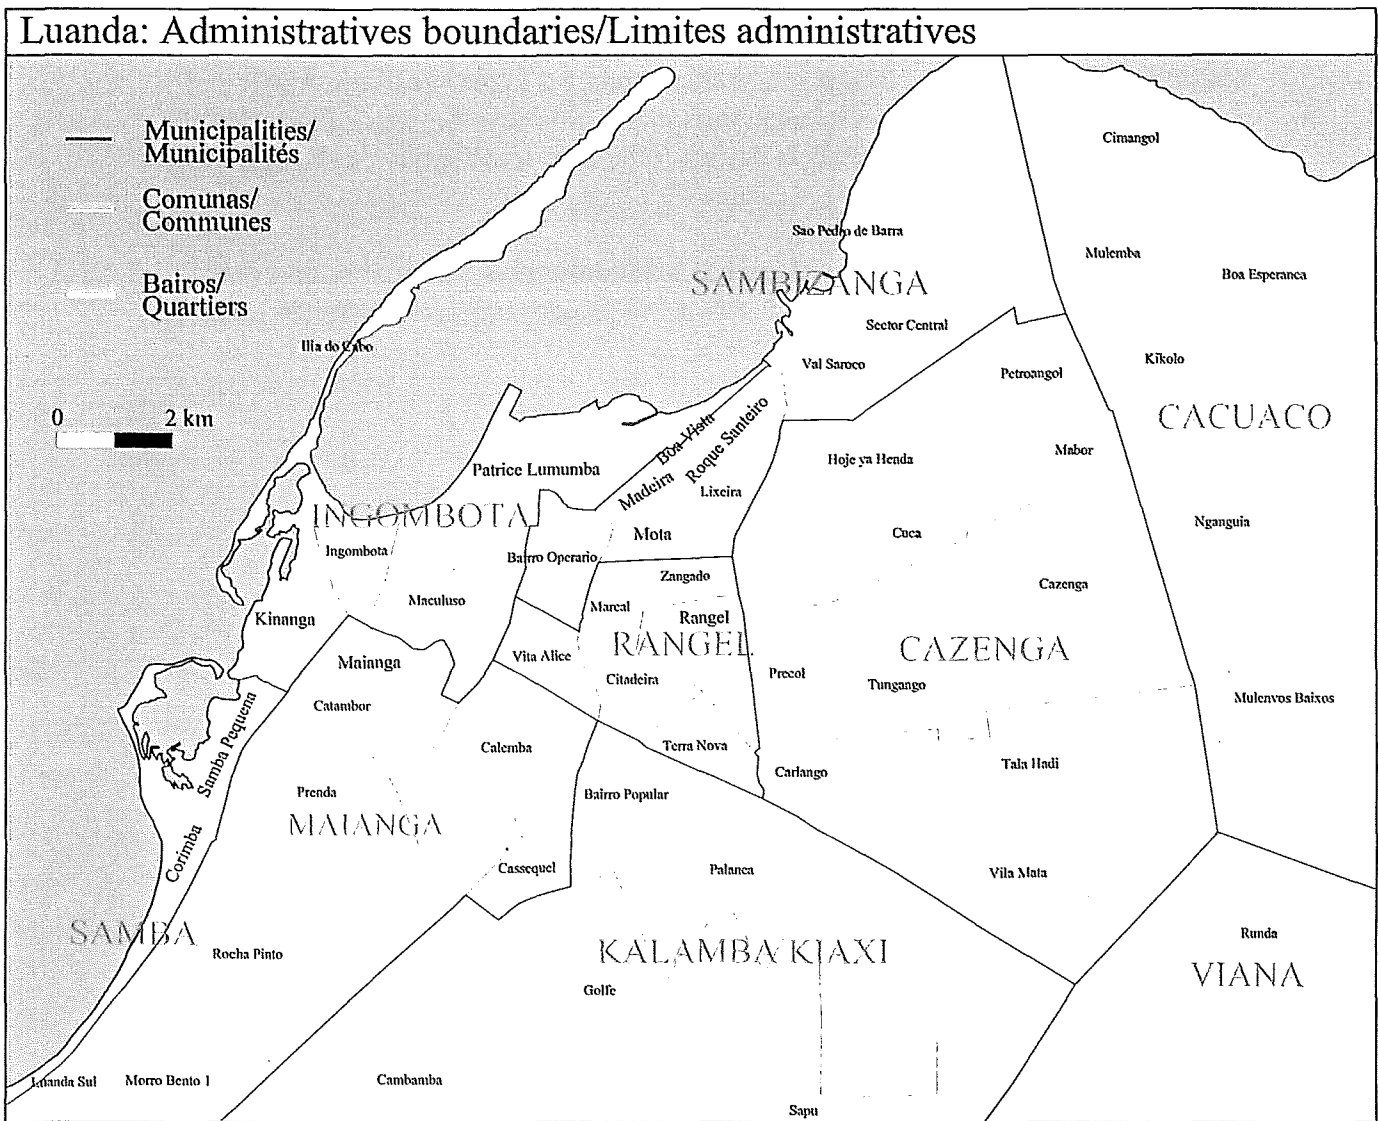 Luanda: Administratives boundaries/Limites administratives
Municipalities/
Municipalités
Comunas/
Communes
Bairos/
Quartiers
0 2 km
Cimangol
Sao Pedro de Barra
Mulemba
Boa Esperanca
SAMBIZANGA
Sector Central
Ilia do Cabo
Val Saroco
Kikolo
Petroangol
CACUACO
Boa Vista
Roque Santeiro
Mabor
Hoje ya Henda
Patrice Lumumba
Madeira
Lixeira
INGOMBOTA
Nganguia
Mota
Cuca
Ingombota
Bairro Operario
Zangado
Cazenga
Maculuso
Marcal
Rangel
Kinanga
RANGEL
CAZENGA
Maianga
Vita Alice
Citadeira
Precol
Tungango
Mulenvos Baixos
Catambor
Samba Pequena
Calemba
Terra Nova
Tala Hadi
Carlango
Prenda
Bairro Popular
MAIANGA
Corimba
Cassequel
Palanca
Vila Mata
SAMBA
Rocha Pinto
KALAMBA KIAXI
Runda
VIANA
Golfe
Luanda Sul
Morro Bento 1
Cambamba
Sapu